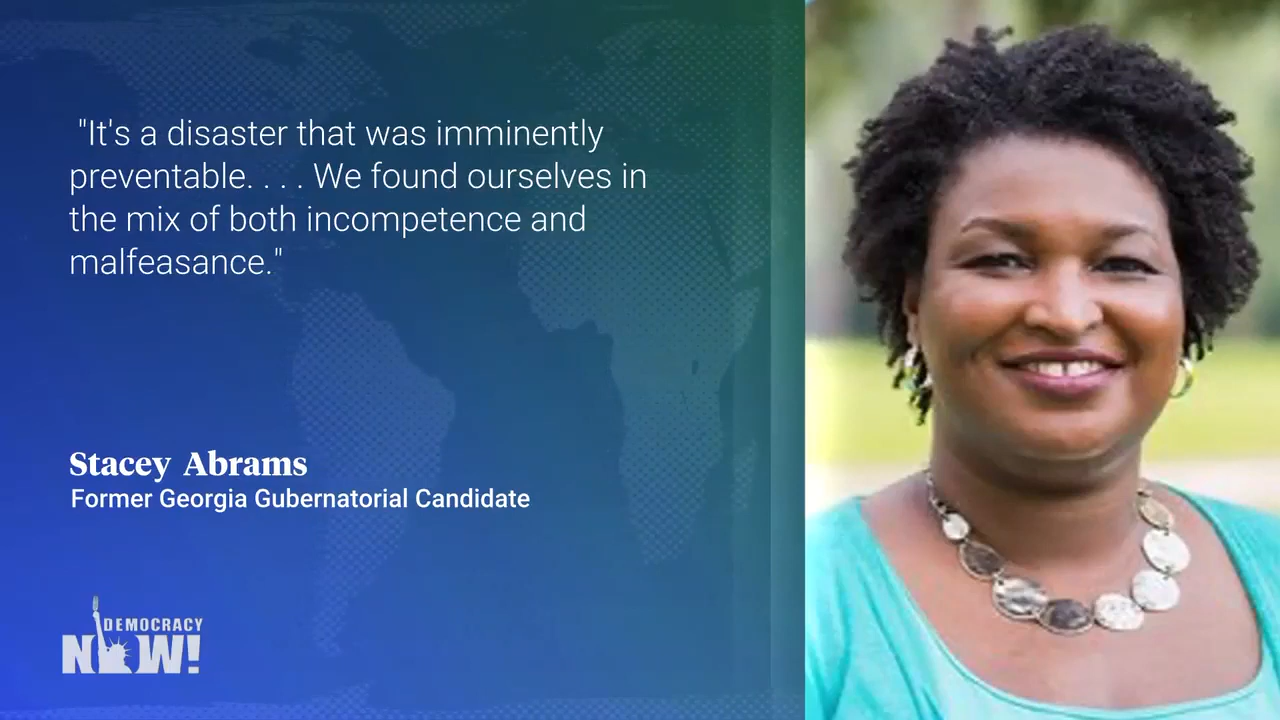 "It's a disaster that was imminently
preventable. . . . We found ourselves in
the mix of both incompetence and
malfeasance."
Stacey Abrams
Former Georgia Gubernatorial Candidate
DEMOCRACY
NOW!